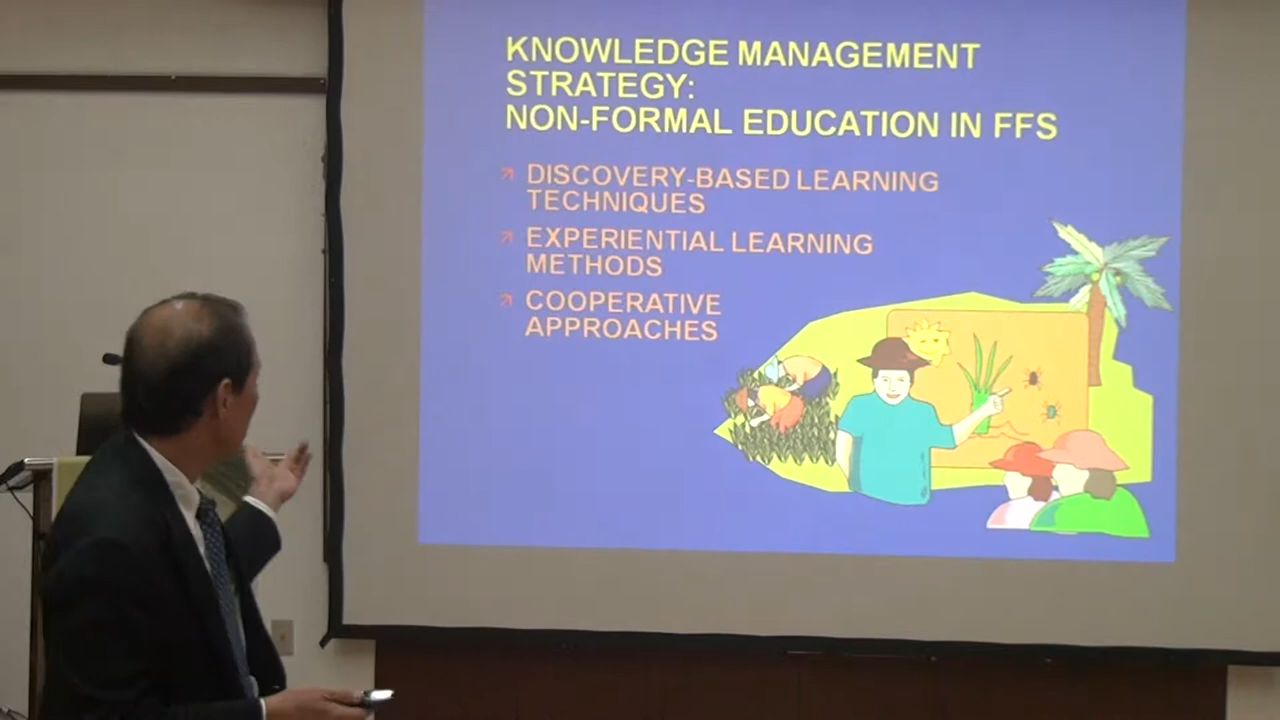 KNOWLEDGE MANAGEMENT
STRATEGY:
NON-FORMAL EDUCATION IN FFS
DISCOVERY-BASED LEARNING
TECHNIQUES
EXPERIENTIAL LEARNING
METHODS
COOPERATIVE
APPROACHES